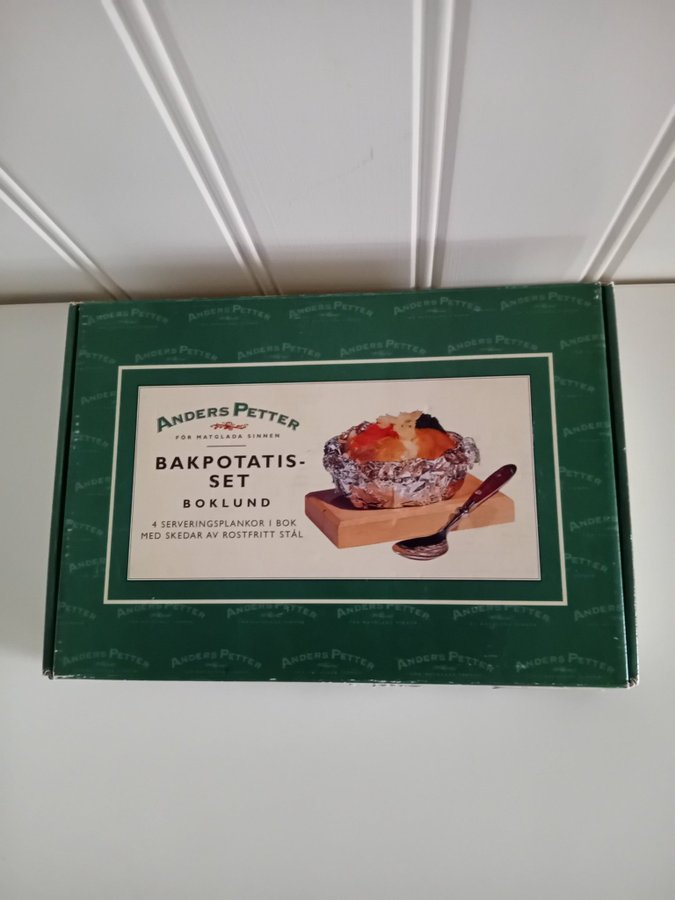 ANDERS PETTER
FÖR MATGLADA SINNEN
BAKPOTATIS-
SET
BOKLUND
4 SERVERINGSPLANKOR I BOK
MED SKEDAR AV ROSTFRITT STÅL